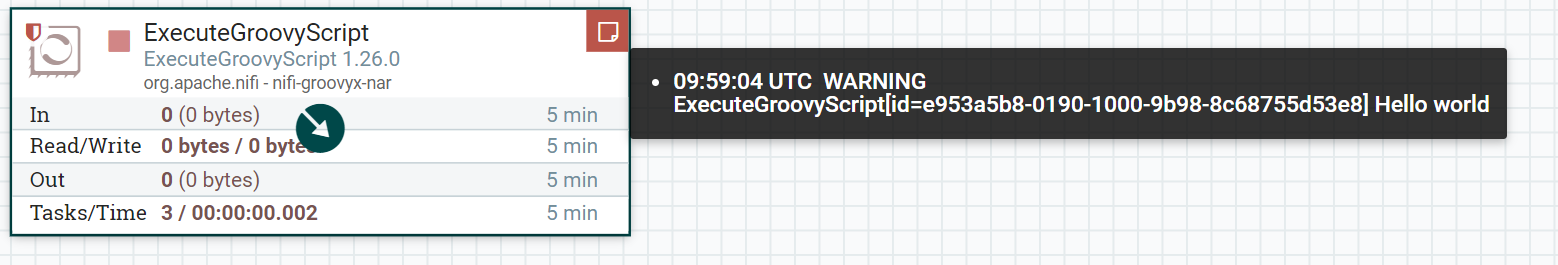 ExecuteGroovyScript
ExecuteGroovyScript 1.26.0
org.apache.nifi - nifi-groovyx-nar
In 0 (0 bytes) 5 min
Read/Write 0 bytes / 0 bytes 5 min
Out 0 (0 bytes) 5 min
Tasks/Time 3 / 00:00:00.002 5 min
• 09:59:04 UTC WARNING
ExecuteGroovyScript[id=e953a5b8-0190-1000-9b98-8c68755d53e8] Hello world